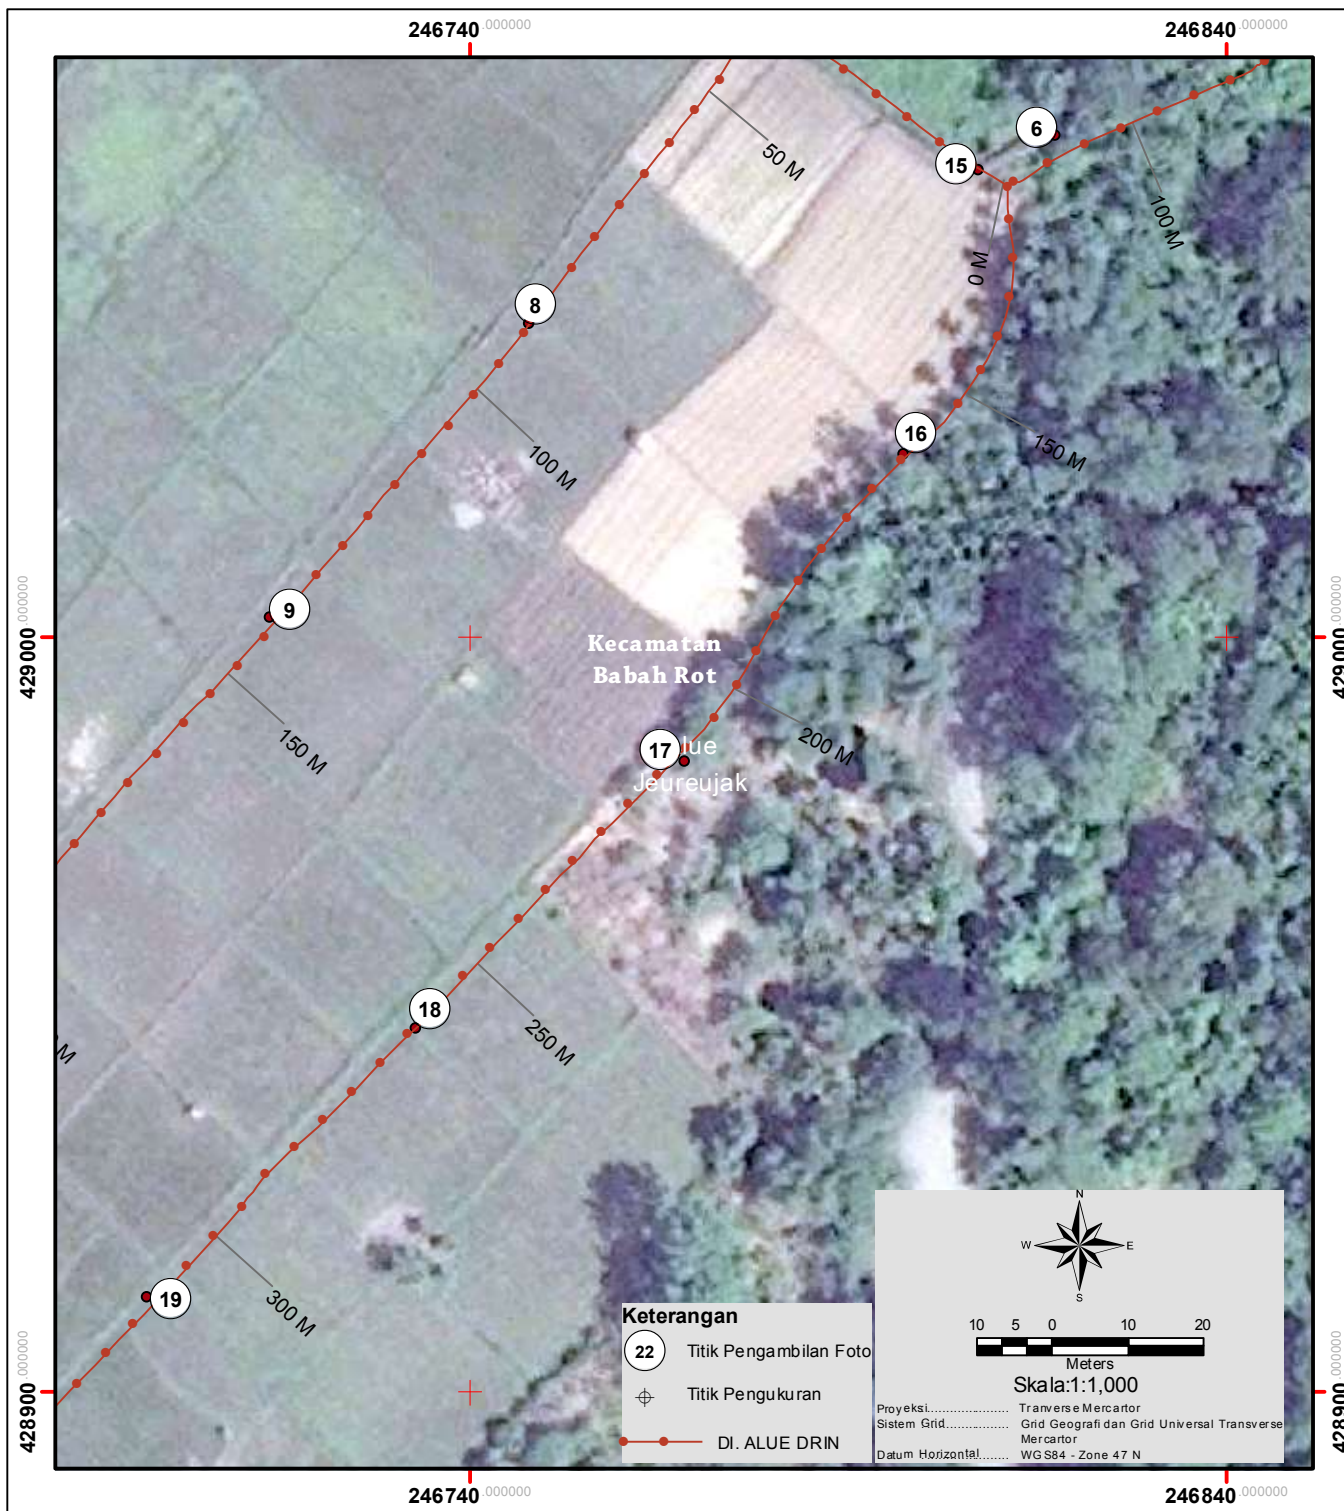 246740.000000
246840.000000
6
50 M
15
100 M
0 M
8
16
150 M
100 M
429000.000000
429000.000000
9
Kecamatan
Babah Rot
17
lue
Jeureujak
200 M
150 M
18
250 M
M
19
300 M
N
W
E
S
Keterangan
22 Titik Pengambilan Foto
Titik Pengukuran
DI. ALUE DRIN
10 5 0 10 20
Meters
Skala:1:1,000
Proyeksi................... Tranverse Mercartor
Sistem Grid............... Grid Geografi dan Grid Universal Transverse
Mercartor
Datum Horizontal......... WGS84 - Zone 47 N
428900.000000
428900.000000
246740.000000
246840.000000